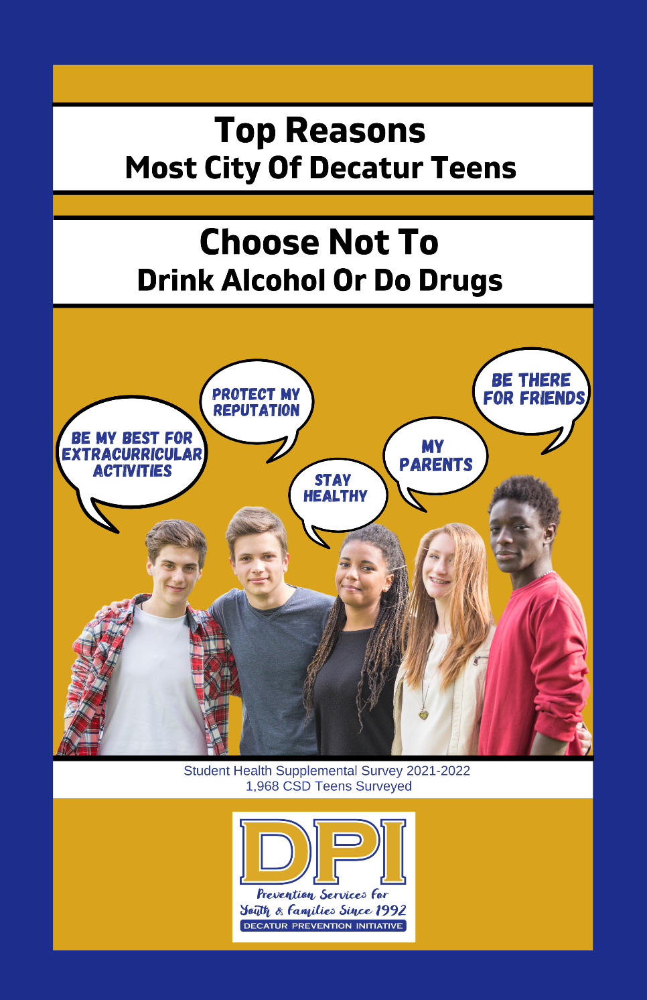 Top Reasons
Most City Of Decatur Teens
Choose Not To
Drink Alcohol Or Do Drugs
BE MY BEST FOR
EXTRACURRICULAR
ACTIVITIES
PROTECT MY
REPUTATION
STAY
HEALTHY
MY
PARENTS
BE THERE
FOR FRIENDS
Student Health Supplemental Survey 2021-2022
1,968 CSD Teens Surveyed
DPI
Prevention Services For
Youth & Families Since 1992
DECATUR PREVENTION INITIATIVE